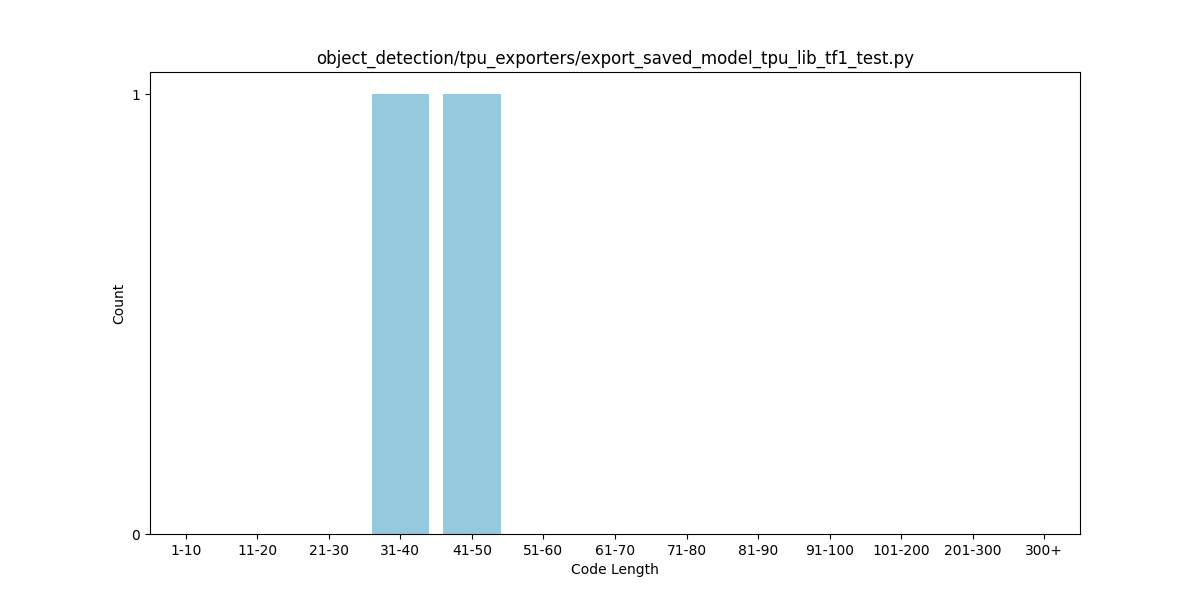 object_detection/tpu_exporters/export_saved_model_tpu_lib_tf1_test.py
1
Count
0
1-10 11-20 21-30 31-40 41-50 51-60 61-70 71-80 81-90 91-100 101-200 201-300 300+
Code Length